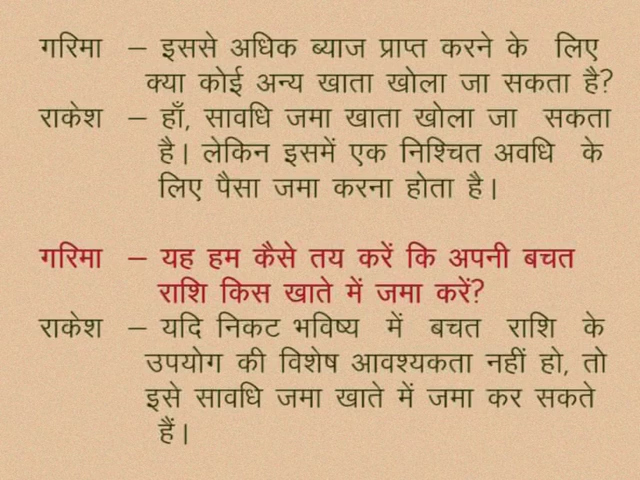 गरिमा – इससे अधिक ब्याज प्राप्त करने के लिए
क्या कोई अन्य खाता खोला जा सकता है?
राकेश – हाँ, सावधि जमा खाता खोला जा सकता
है। लेकिन इसमें एक निश्चित अवधि के
लिए पैसा जमा करना होता है।
गरिमा – यह हम कैसे तय करें कि अपनी बचत
राशि किस खाते में जमा करें?
राकेश – यदि निकट भविष्य में बचत राशि के
उपयोग की विशेष आवश्यकता नहीं हो, तो
इसे सावधि जमा खाते में जमा कर सकते
हैं।